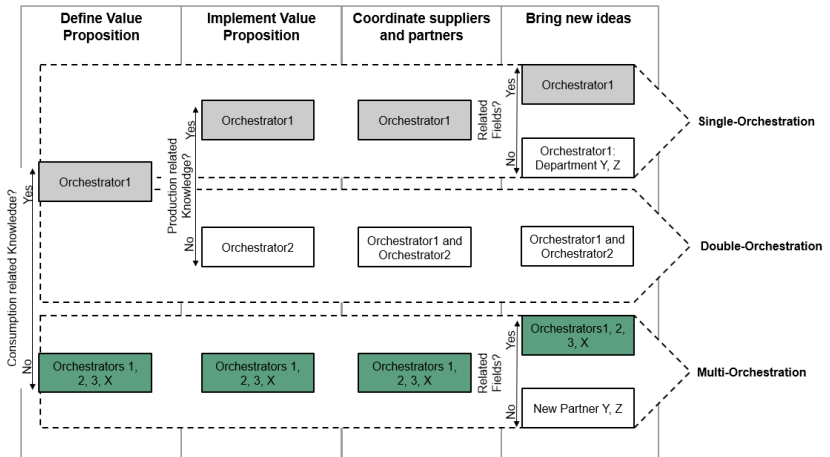 Define Value
Proposition
Implement Value
Proposition
Coordinate suppliers
and partners
Bring new ideas
Consumption related Knowledge?
Yes
No
Orchestrator1
Production related
Knowledge?
Yes
No
Orchestrator1
Orchestrator1
Related
Fields?
Yes
No
Orchestrator1
Orchestrator1:
Department Y, Z
Single-Orchestration
Orchestrator2
Orchestrator1 and
Orchestrator2
Orchestrator1 and
Orchestrator2
Double-Orchestration
Orchestrators 1,
2, 3, X
Orchestrators 1,
2, 3, X
Orchestrators 1,
2, 3, X
Related
Fields?
Yes
No
Orchestrators1, 2,
3, X
New Partner Y, Z
Multi-Orchestration